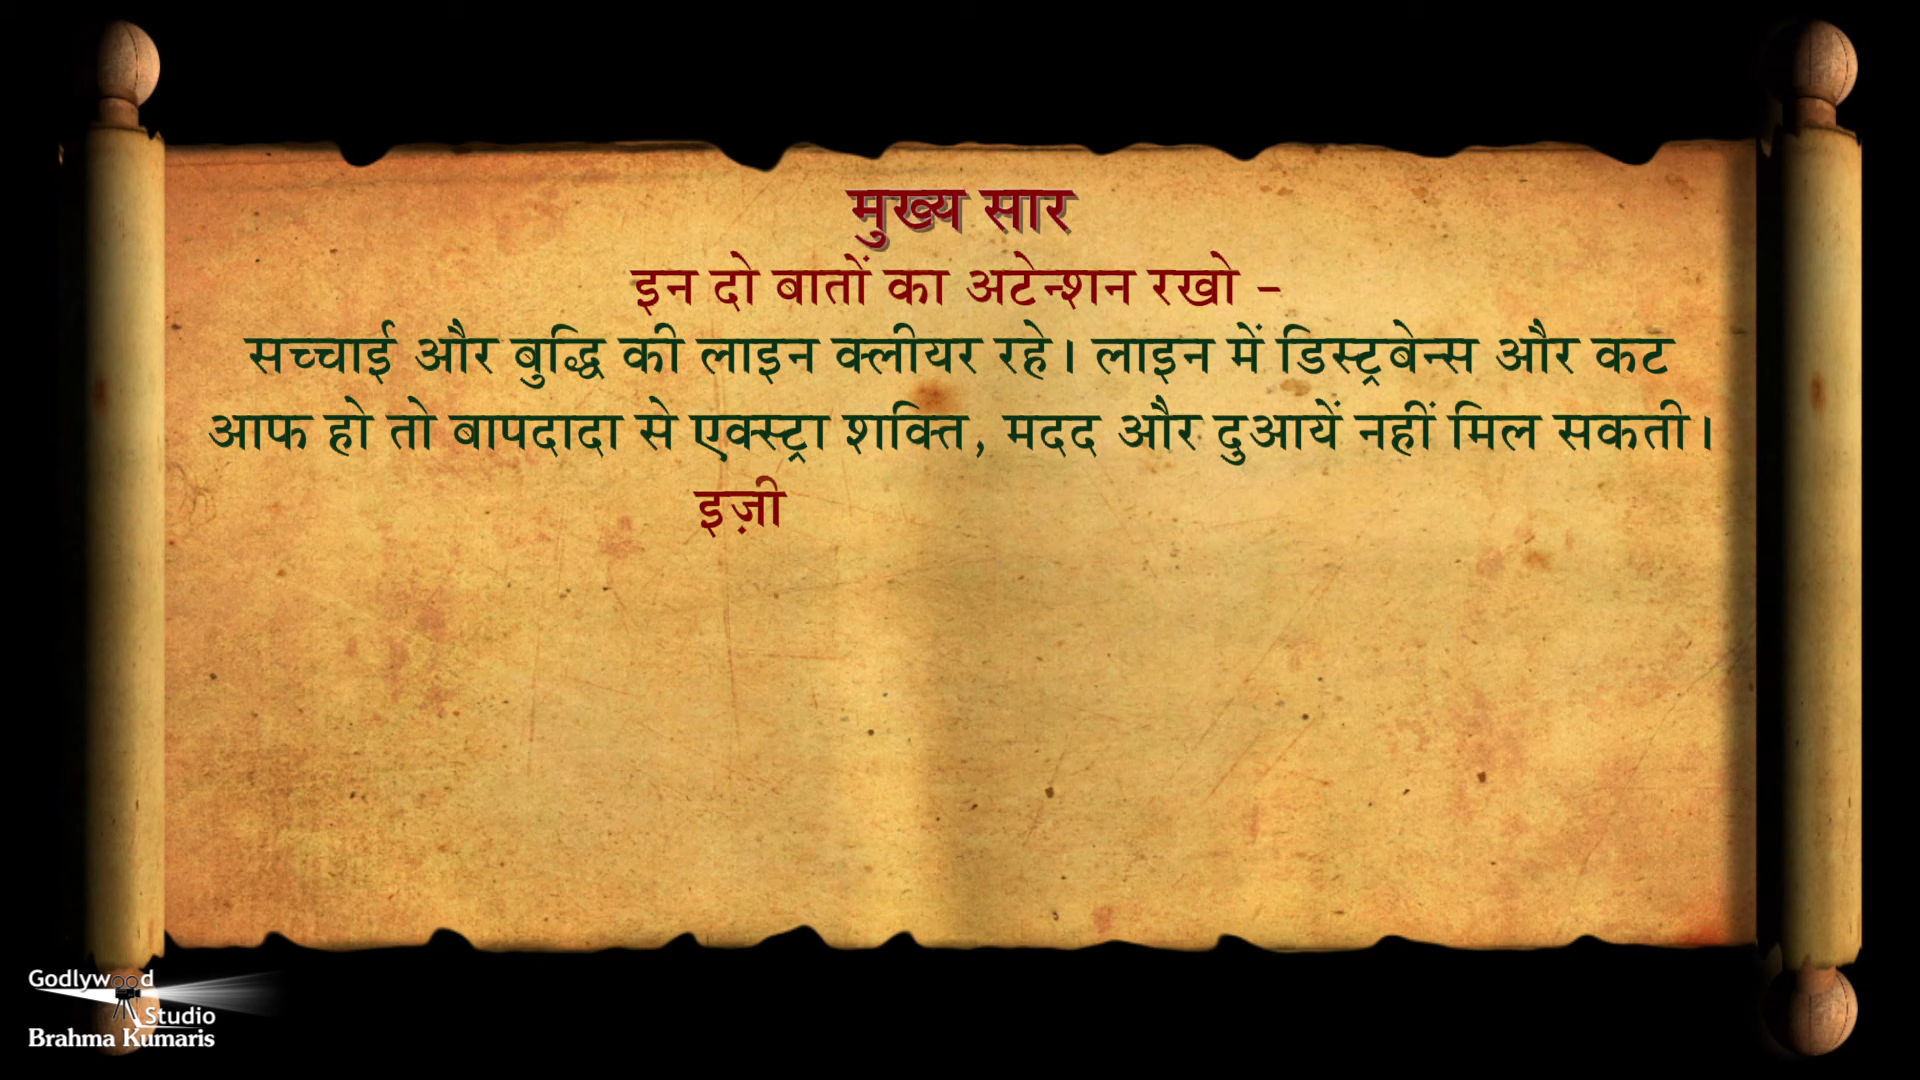 मुख्य सार
इन दो बातों का अटेन्शन रखो -
सच्चाई और बुद्धि की लाइन क्लीयर रहे। लाइन में डिस्ट्रबेन्स और कट
आफ हो तो बापदादा से एक्स्ट्रा शक्ति, मदद और दुआयें नहीं मिल सकती।
इज़ी
Godlywood
Studio
Brahma Kumaris